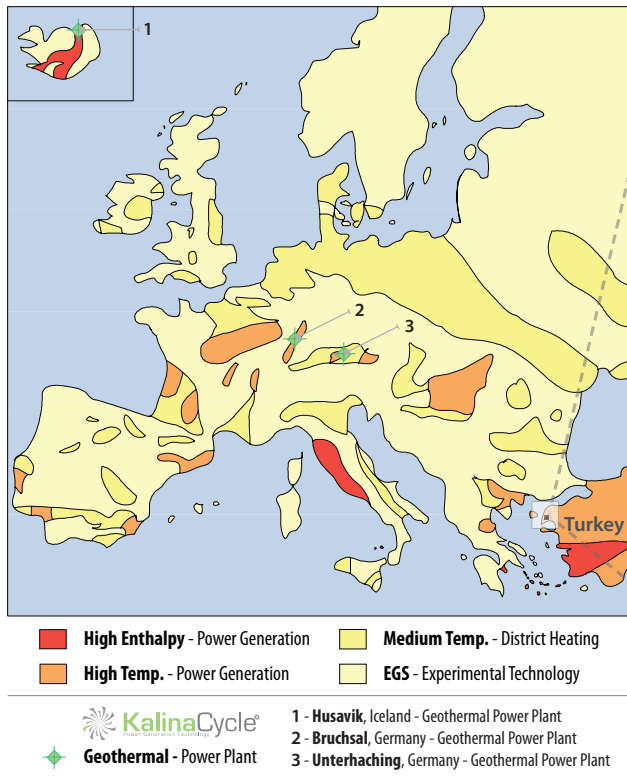 1
2
3
Turkey
High Enthalpy - Power Generation
Medium Temp. - District Heating
High Temp. - Power Generation
EGS - Experimental Technology
KalinaCycle®
Power Generation Technology
Geothermal - Power Plant
1 - Husavik, Iceland - Geothermal Power Plant
2 - Bruchsal, Germany - Geothermal Power Plant
3 - Unterhaching, Germany - Geothermal Power Plant